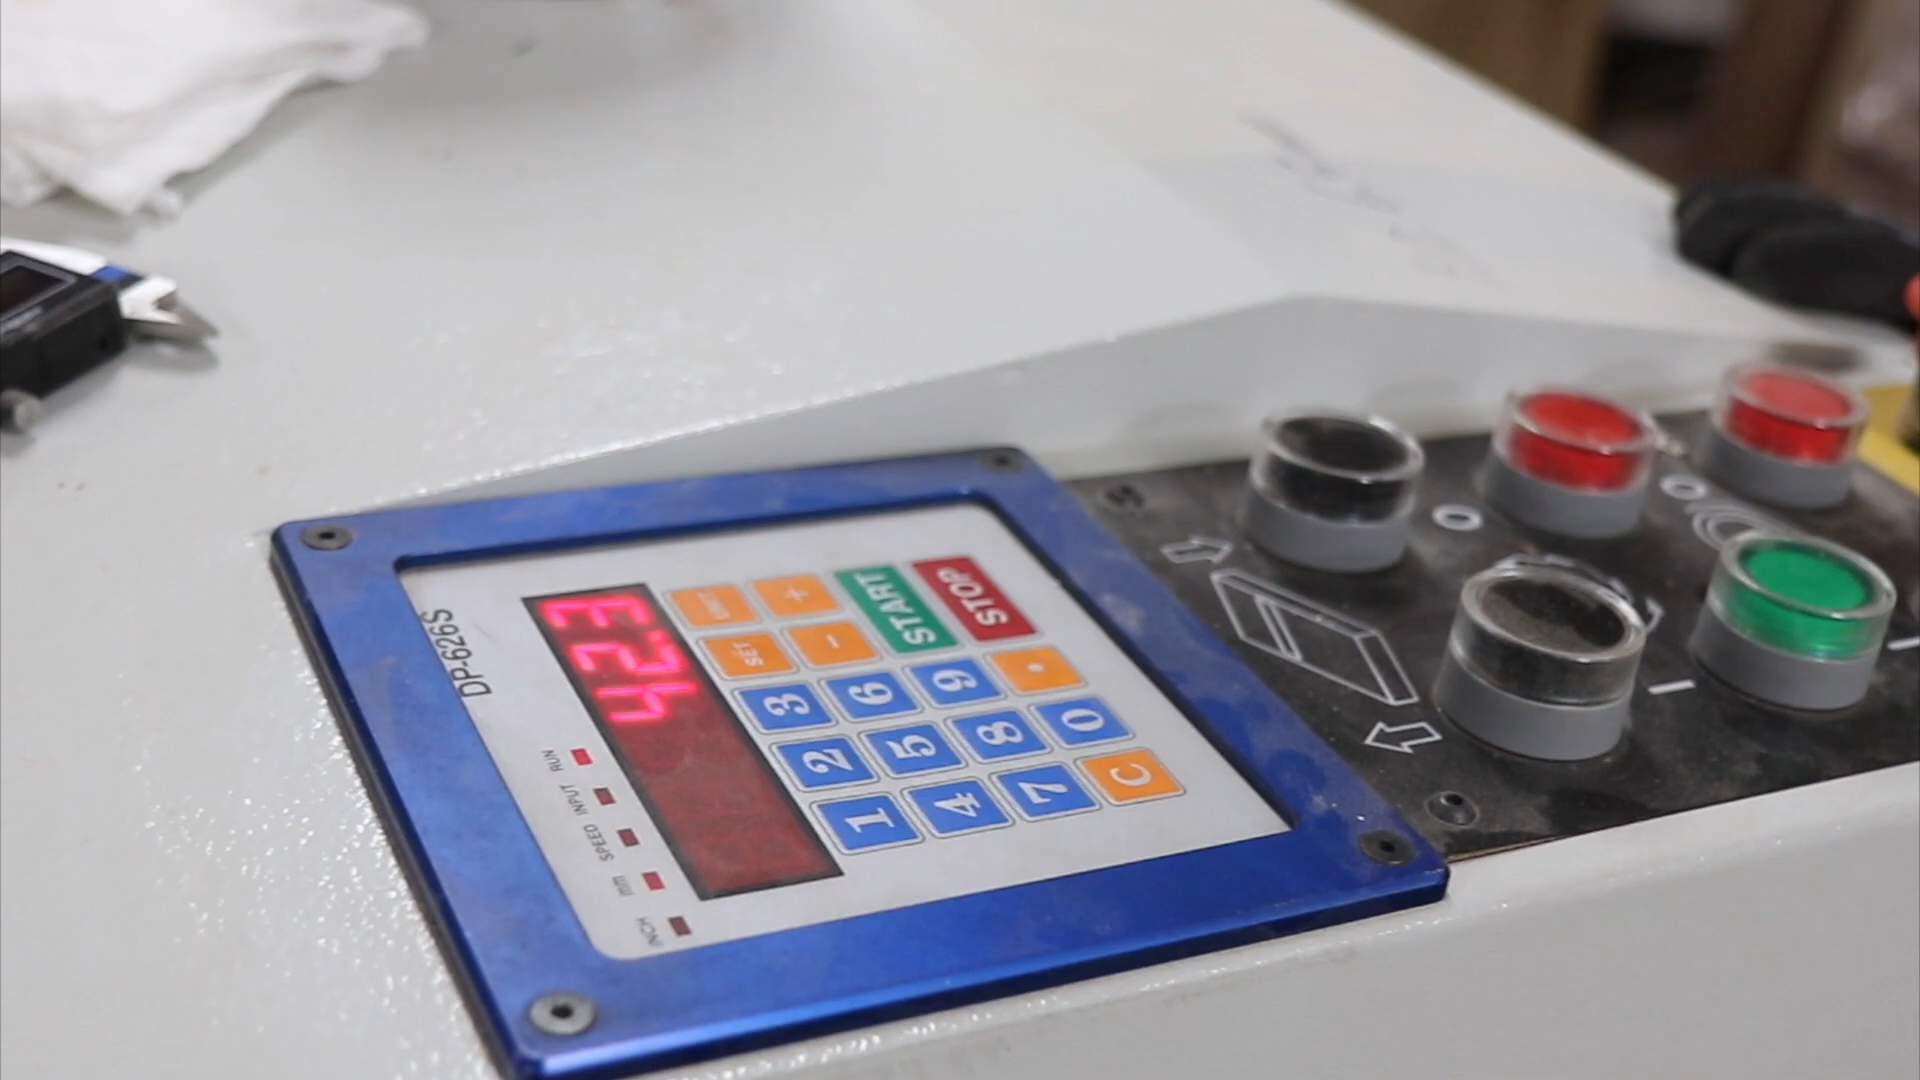 DP-626S
INCH mm SPEED INPUT RUN
423
1 2 3 SET LIMIT
4 5 6 - +
7 8 9 START
C 0 • STOP
O O
I I